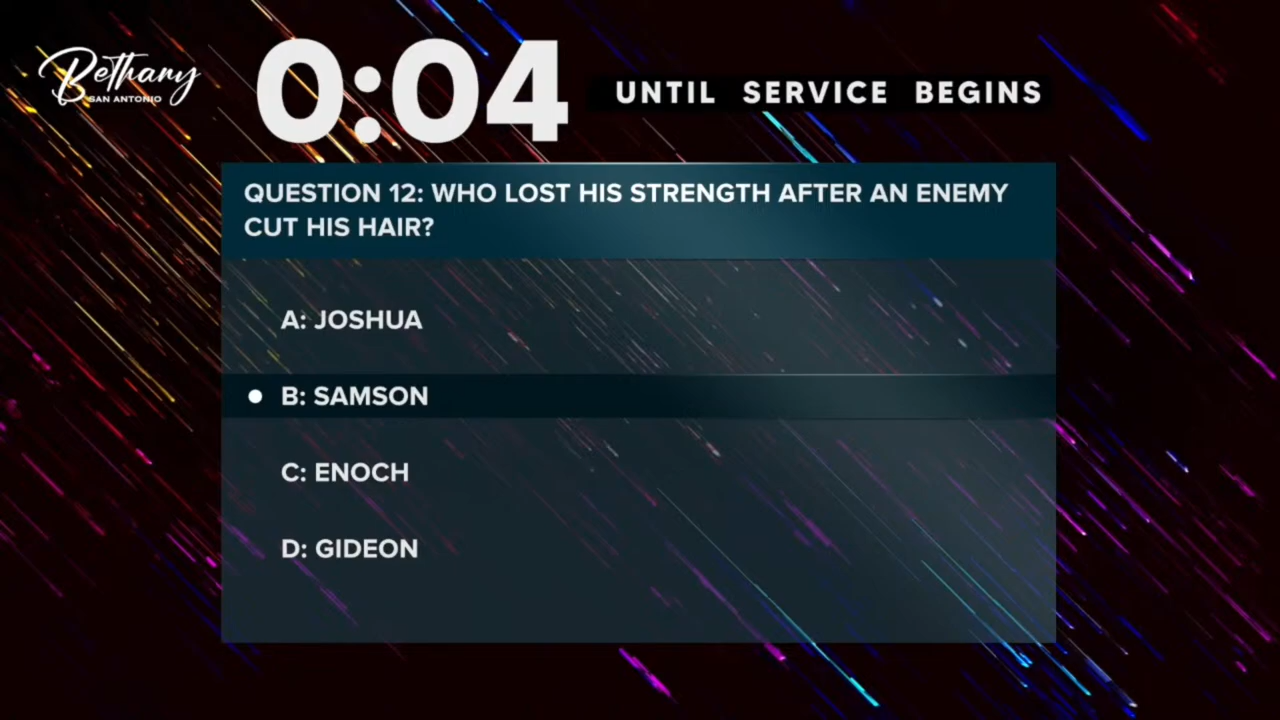 Bethany
SAN ANTONIO
0:04
UNTIL SERVICE BEGINS
QUESTION 12: WHO LOST HIS STRENGTH AFTER AN ENEMY
CUT HIS HAIR?
A: JOSHUA
B: SAMSON
C: ENOCH
D: GIDEON